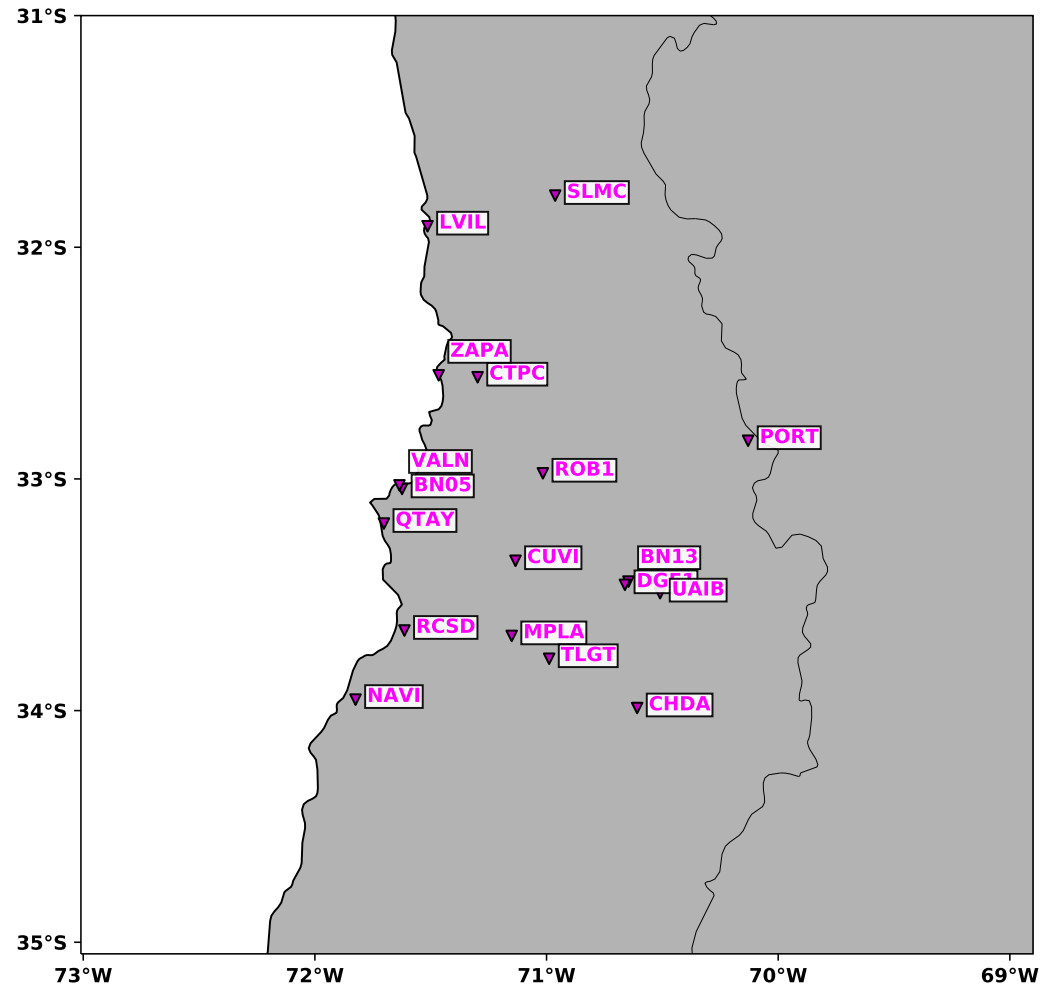 31°S
SLMC
LVIL
32°S
ZAPA
CTPC
PORT
VALN
ROB1
33°S
BN05
QTAY
CUVI
BN13
DGF1
UAIB
RCSD
MPLA
TLGT
NAVI
CHDA
34°S
35°S
73°W
72°W
71°W
70°W
69°W